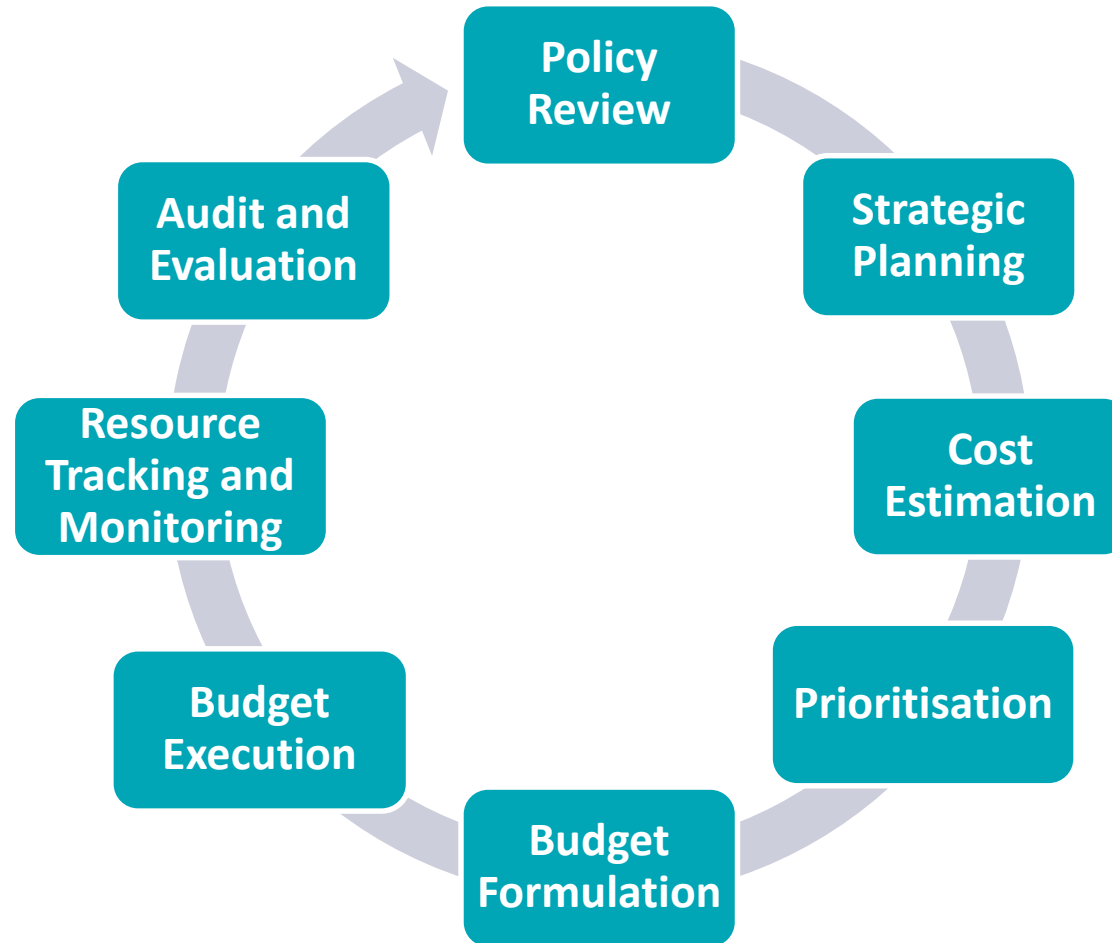 Policy
Review
Strategic
Planning
Cost
Estimation
Prioritisation
Budget
Formulation
Budget
Execution
Resource
Tracking and
Monitoring
Audit and
Evaluation